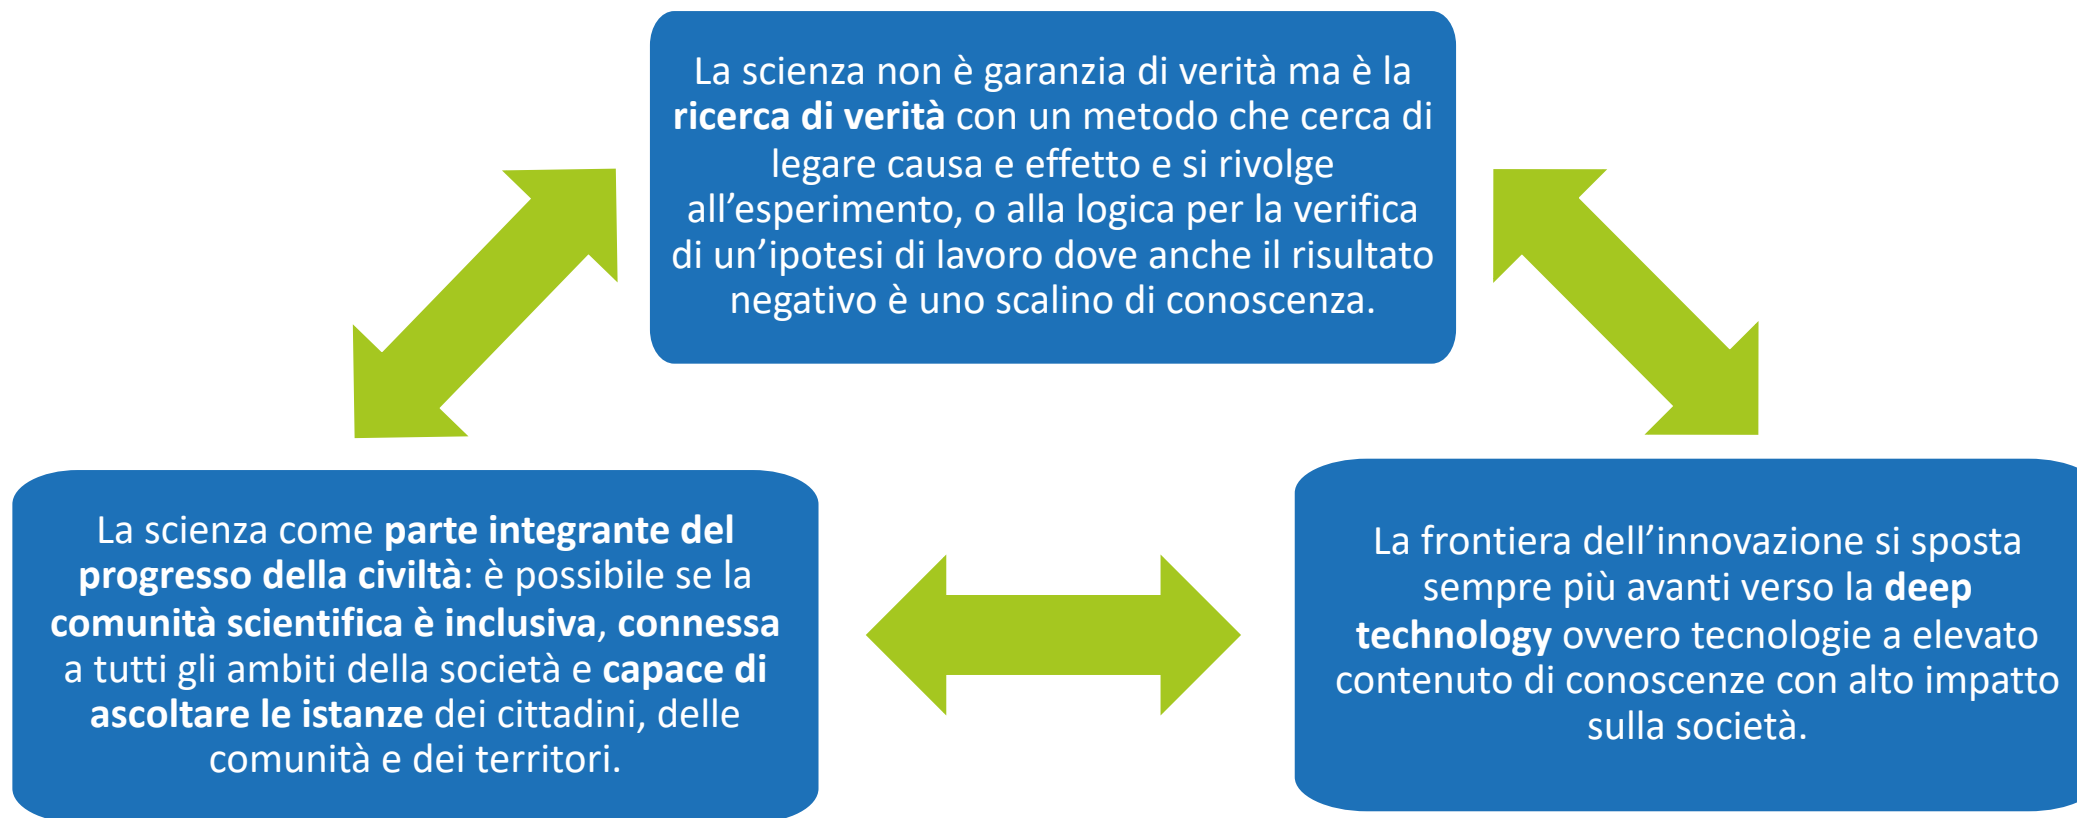 La scienza non è garanzia di verità ma è la
ricerca di verità con un metodo che cerca di
legare causa e effetto e si rivolge
all’esperimento, o alla logica per la verifica
di un’ipotesi di lavoro dove anche il risultato
negativo è uno scalino di conoscenza.
La scienza come parte integrante del
progresso della civiltà: è possibile se la
comunità scientifica è inclusiva, connessa
a tutti gli ambiti della società e capace di
ascoltare le istanze dei cittadini, delle
comunità e dei territori.
La frontiera dell’innovazione si sposta
sempre più avanti verso la deep
technology ovvero tecnologie a elevato
contenuto di conoscenze con alto impatto
sulla società.